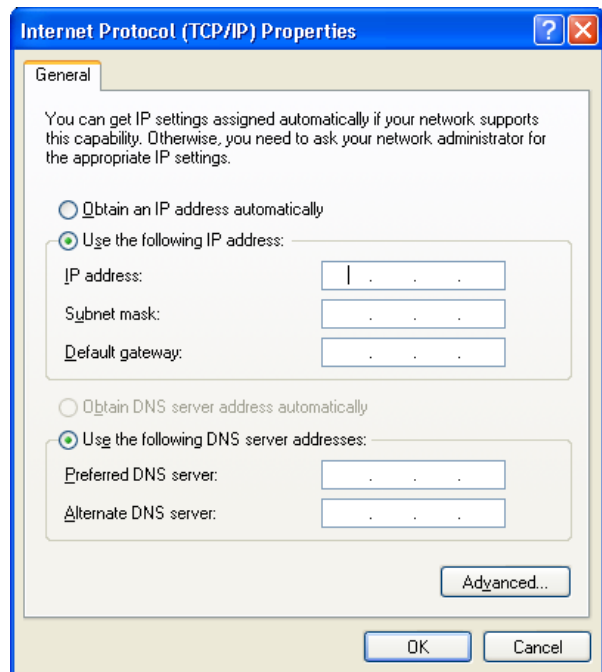 Internet Protocol (TCP/IP) Properties
General
You can get IP settings assigned automatically if your network supports
this capability. Otherwise, you need to ask your network administrator for
the appropriate IP settings.
Obtain an IP address automatically
Use the following IP address:
IP address:
. . .
Subnet mask:
. . .
Default gateway:
. . .
Obtain DNS server address automatically
Use the following DNS server addresses:
Preferred DNS server:
. . .
Alternate DNS server:
. . .
Advanced...
OK Cancel